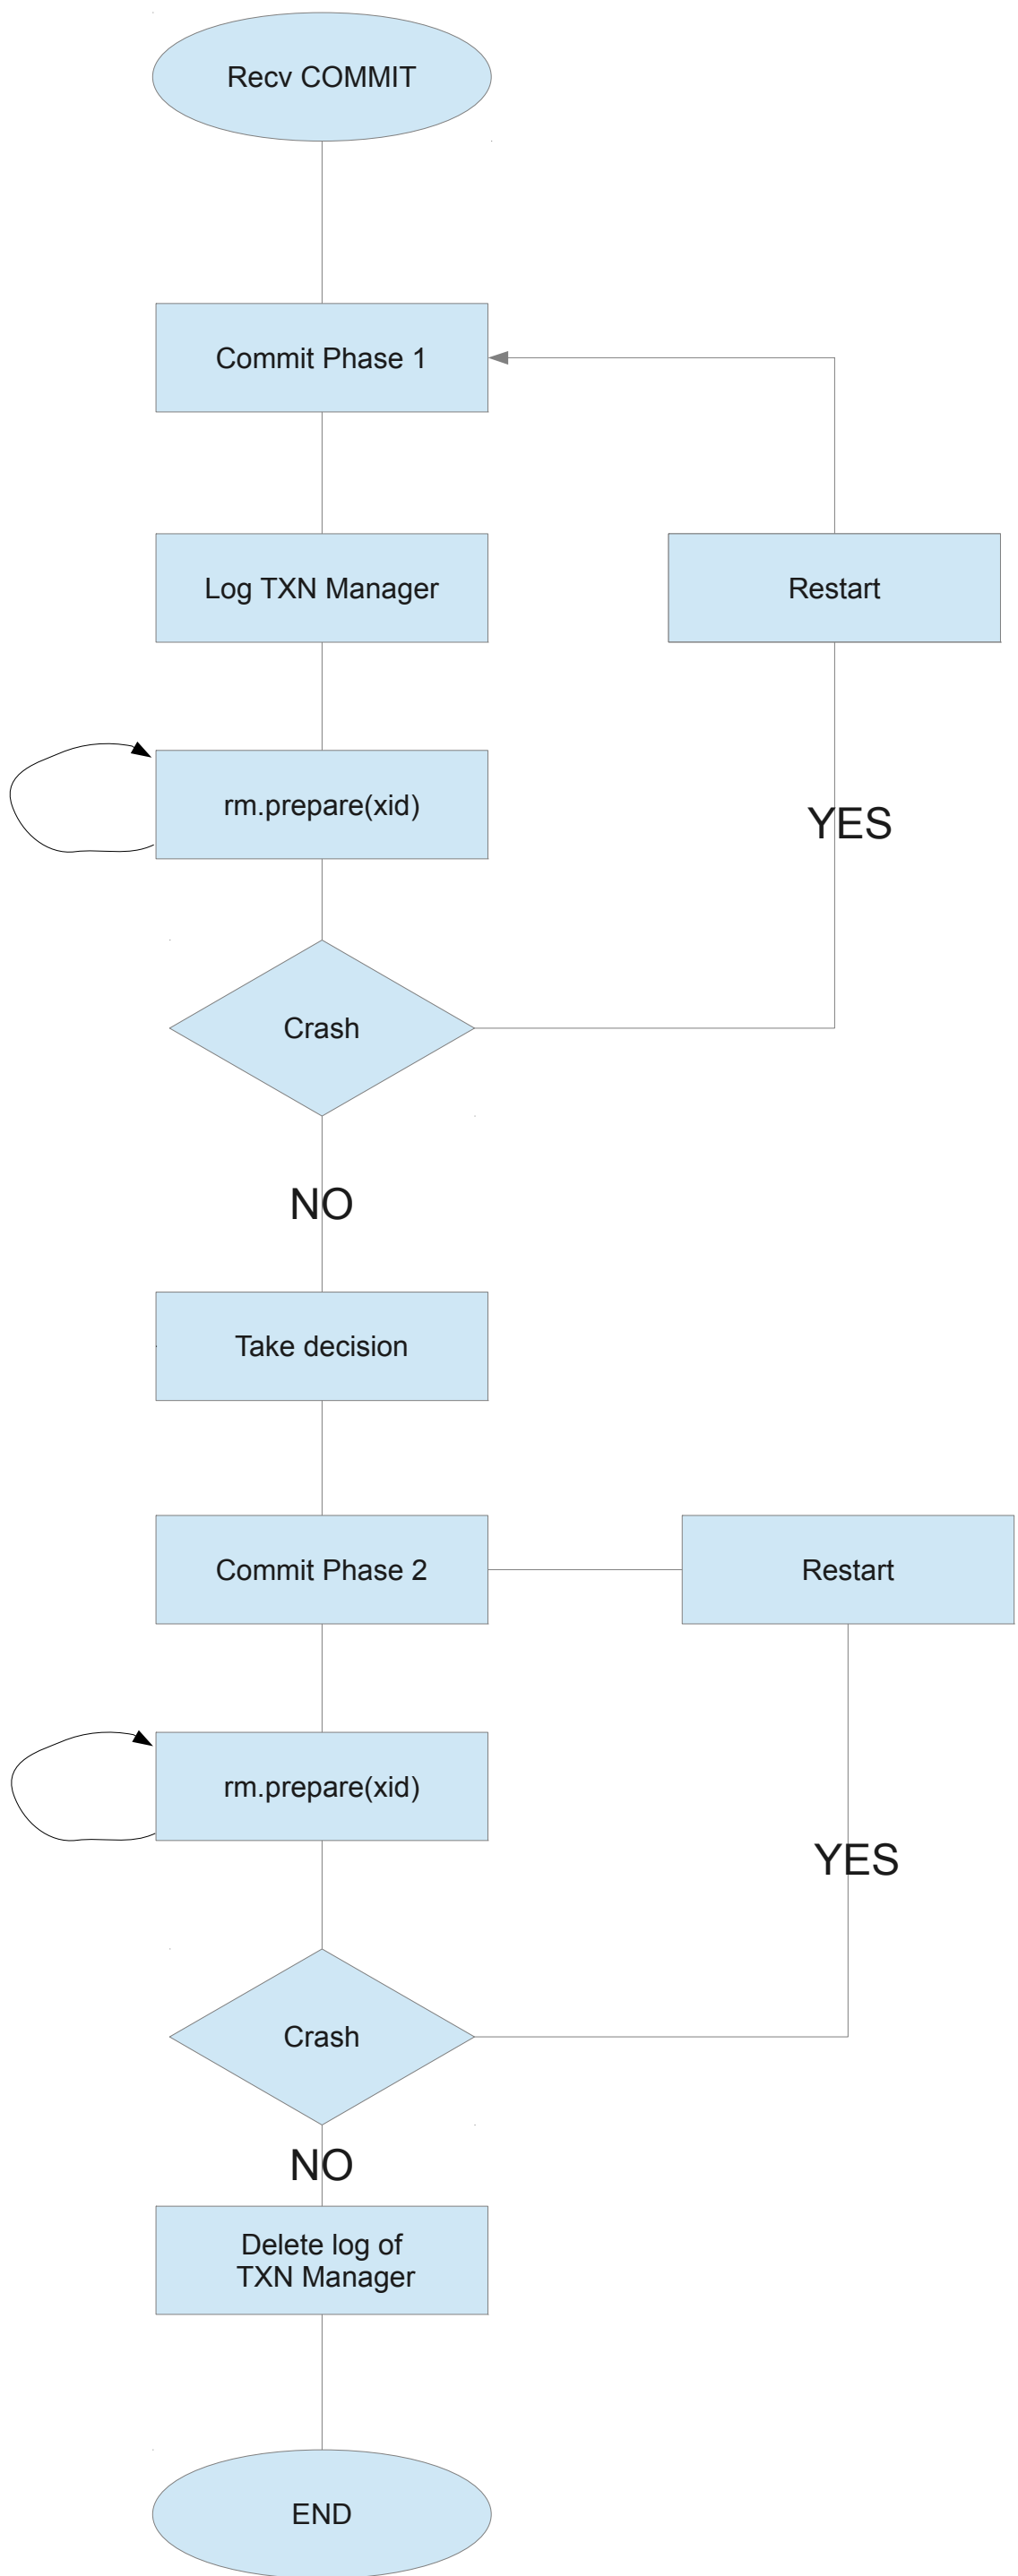 Recv COMMIT
Commit Phase 1
Log TXN Manager
Restart
rm.prepare(xid)
YES
Crash
NO
Take decision
Commit Phase 2
Restart
rm.prepare(xid)
YES
Crash
NO
Delete log of
TXN Manager
END